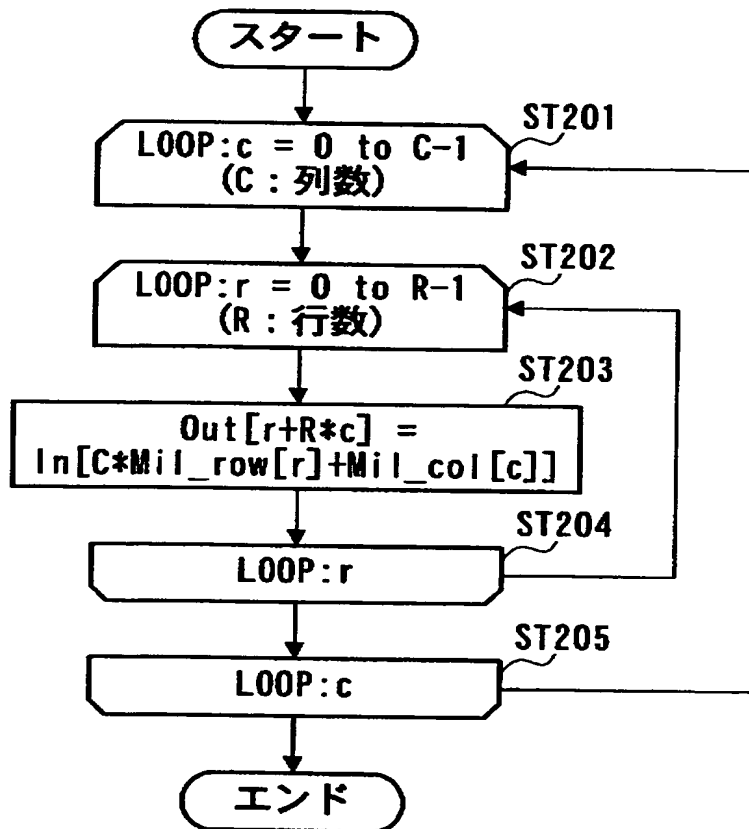 スタート
ST201
LOOP:c = 0 to C-1
(C:列数)
ST202
LOOP:r = 0 to R-1
(R:行数)
ST203
Out[r+R*c] =
In[C*Mil_row[r]+Mil_col[c]]
ST204
LOOP:r
ST205
LOOP:c
エンド